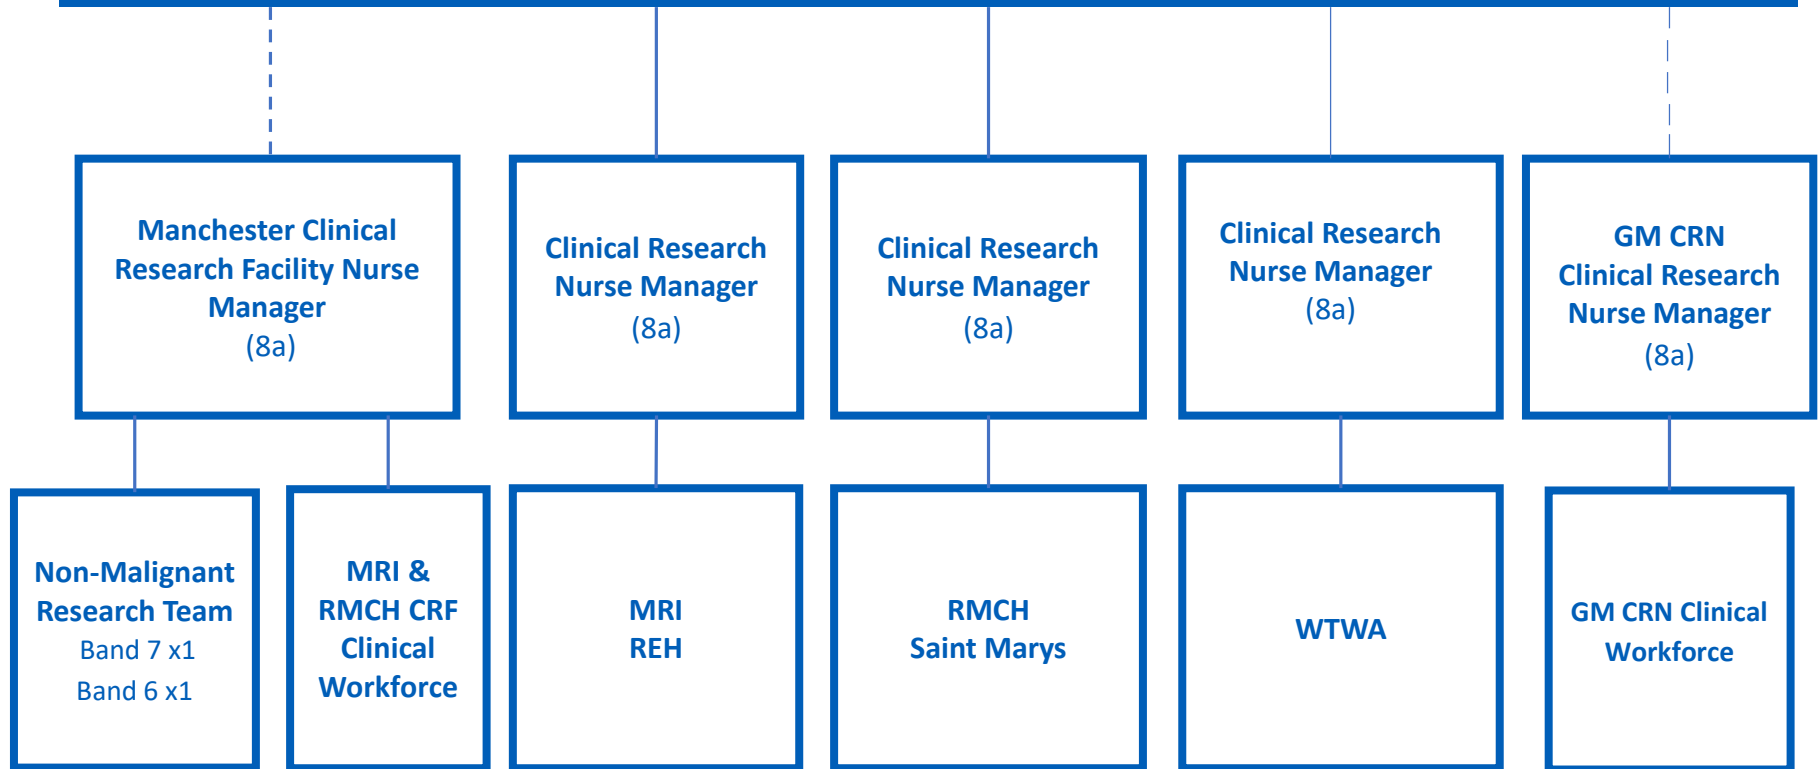 Manchester Clinical
Research Facility Nurse
Manager
(8a)
Clinical Research
Nurse Manager
(8a)
Clinical Research
Nurse Manager
(8a)
Clinical Research
Nurse Manager
(8a)
GM CRN
Clinical Research
Nurse Manager
(8a)
Non-Malignant
Research Team
Band 7 x1
Band 6 x1
MRI &
RMCH CRF
Clinical
Workforce
MRI
REH
RMCH
Saint Marys
WTWA
GM CRN Clinical
Workforce